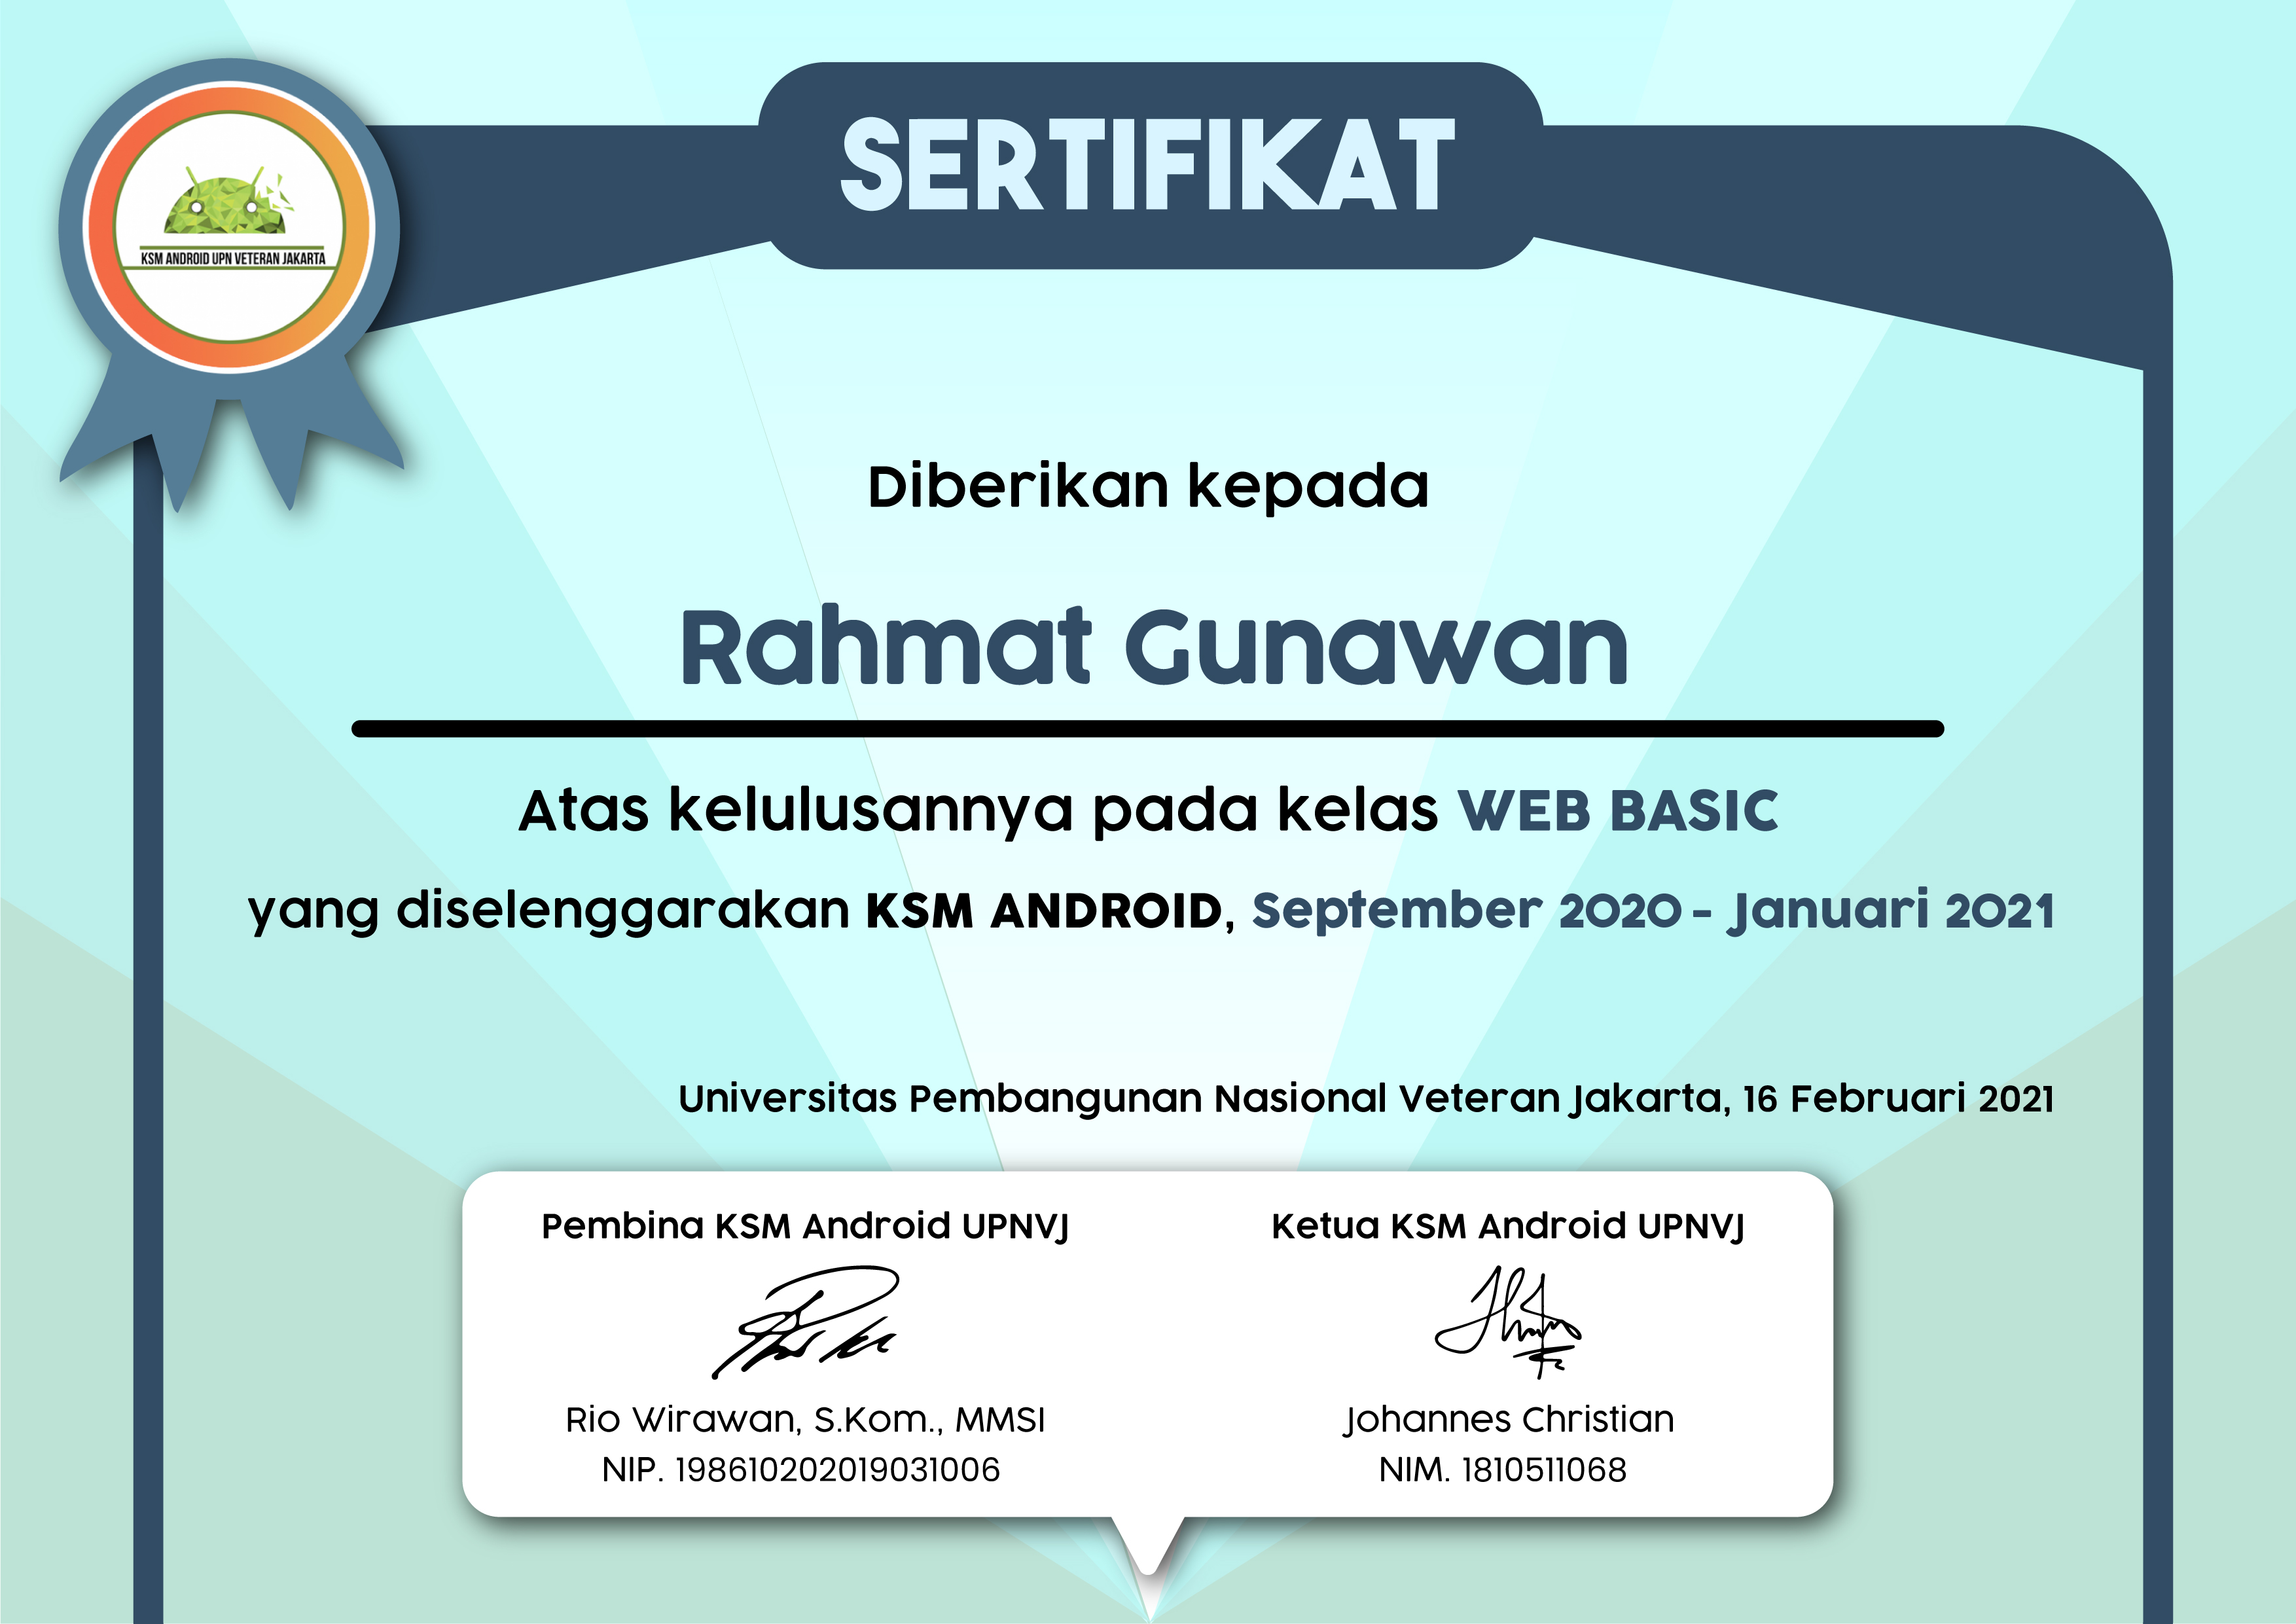 SERTIFIKAT
KSM ANDROID UPN VETERAN JAKARTA
Diberikan kepada
Rahmat Gunawan
Atas kelulusannya pada kelas WEB BASIC
yang diselenggarakan KSM ANDROID, September 2020 - Januari 2021
Universitas Pembangunan Nasional Veteran Jakarta, 16 Februari 2021
Pembina KSM Android UPNVJ
Rio Wirawan, S.Kom., MMSI
NIP. 198610202019031006
Ketua KSM Android UPNVJ
Johannes Christian
NIM. 1810511068